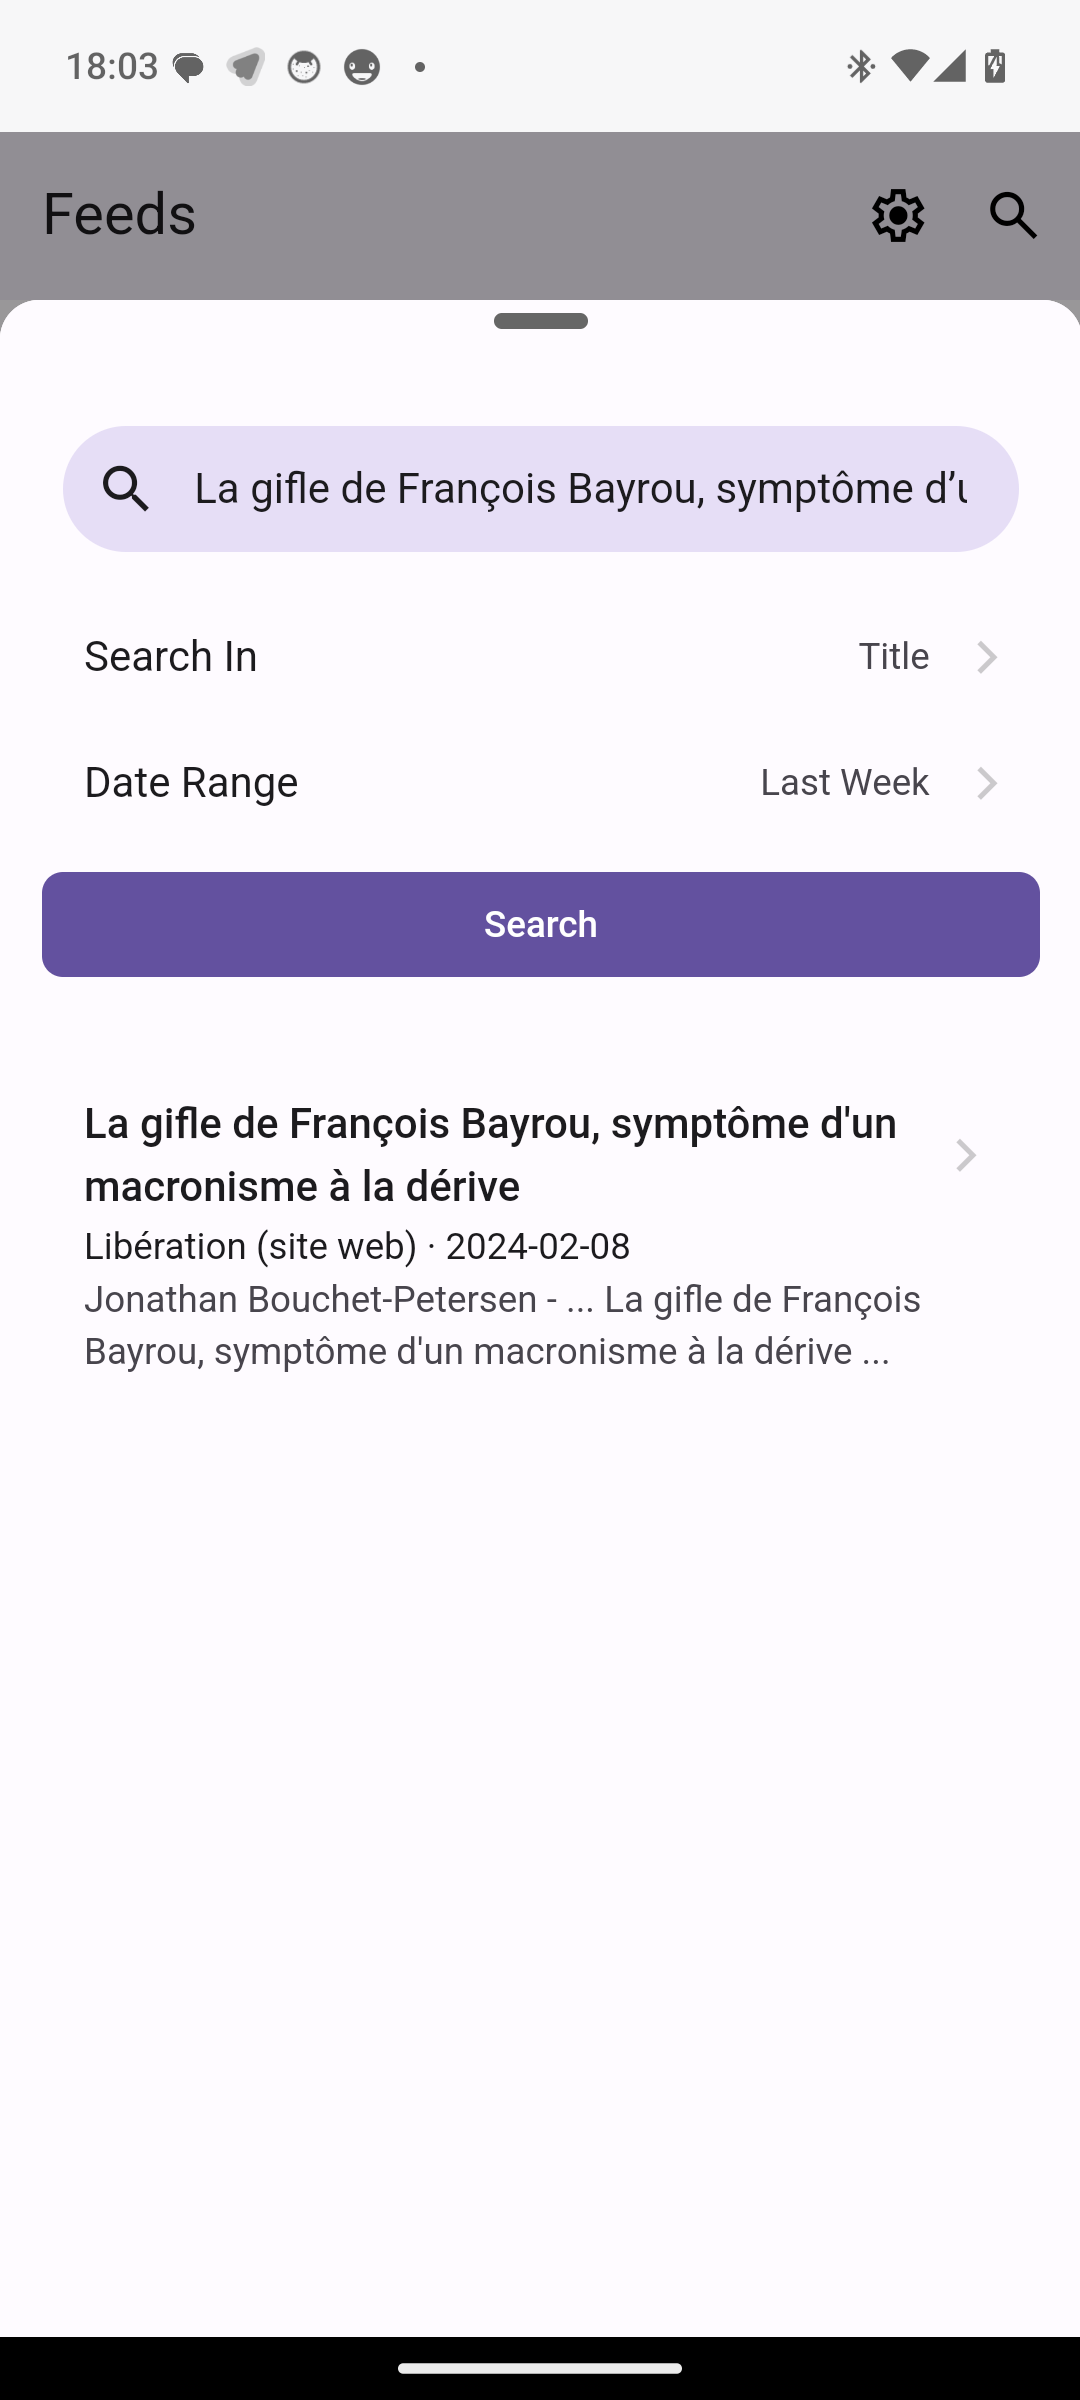 18:03
Feeds
La gifle de François Bayrou, symptôme d’u
Search In
Title
Date Range
Last Week
Search
La gifle de François Bayrou, symptôme d'un
macronisme à la dérive
Libération (site web) · 2024-02-08
Jonathan Bouchet-Petersen - ... La gifle de François
Bayrou, symptôme d'un macronisme à la dérive ...